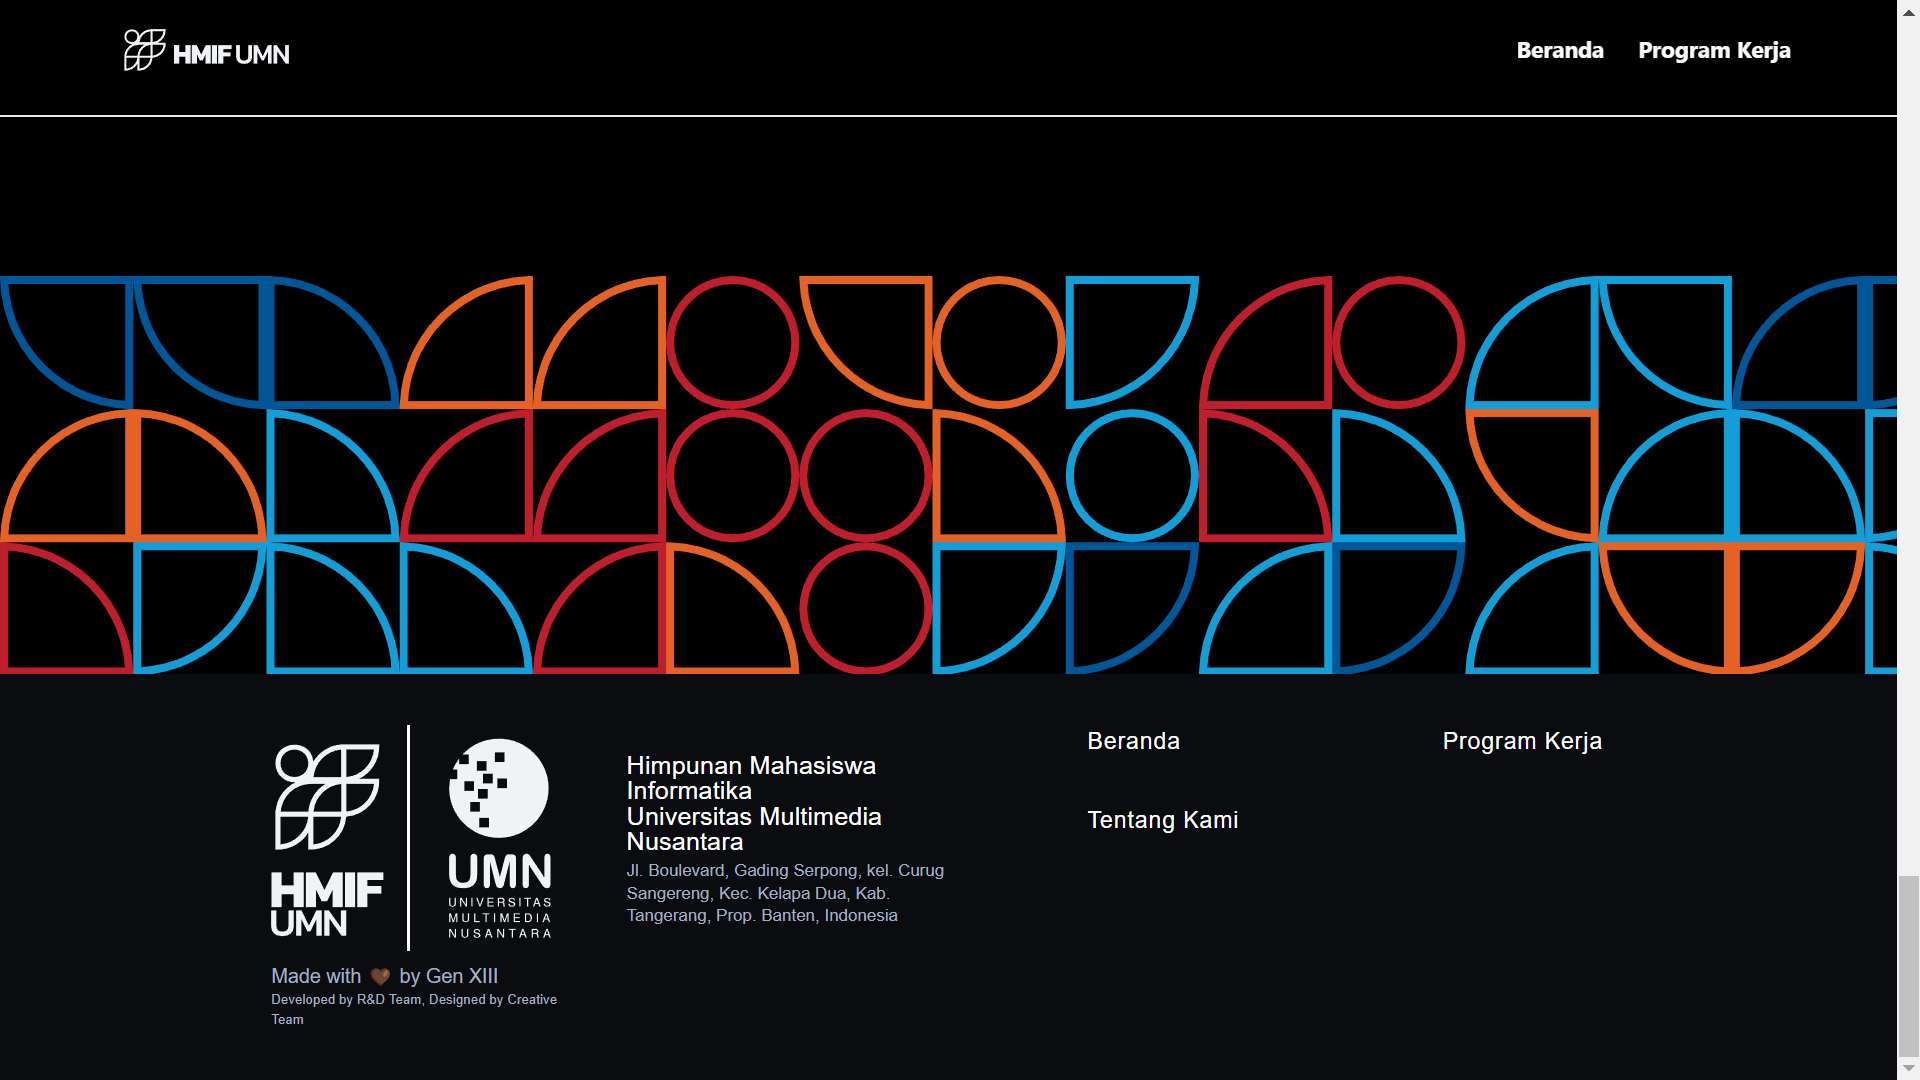 HMIF UMN
Beranda
Program Kerja
HMIF
UMN
UMN
UNIVERSITAS
MULTIMEDIA
NUSANTARA
Made with 🤎 by Gen XIII
Developed by R&D Team, Designed by Creative
Team
Himpunan Mahasiswa
Informatika
Universitas Multimedia
Nusantara
Jl. Boulevard, Gading Serpong, kel. Curug
Sangereng, Kec. Kelapa Dua, Kab.
Tangerang, Prop. Banten, Indonesia
Beranda
Program Kerja
Tentang Kami